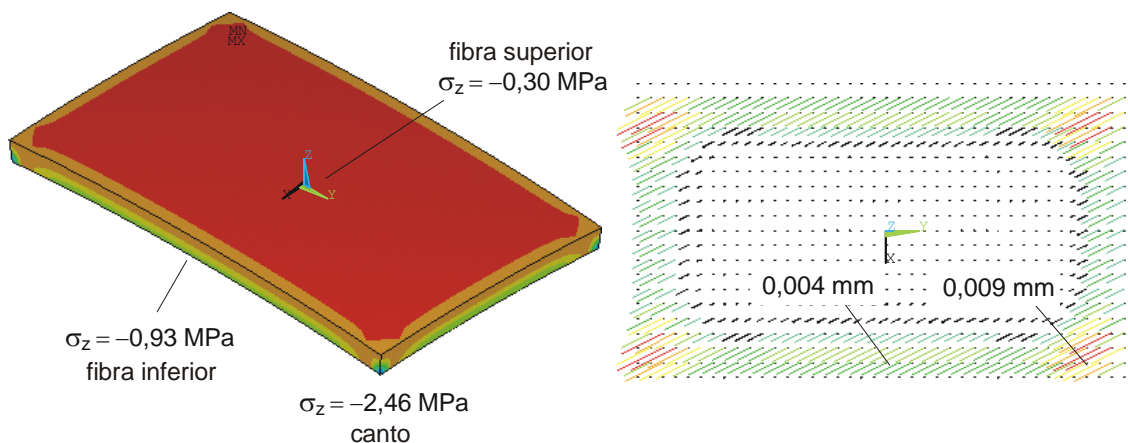 MN
MX
fibra superior
σz = −0,30 MPa
Z
X
Y
σz = −0,93 MPa
fibra inferior
σz = −2,46 MPa
canto
Z
Y
X
0,004 mm
0,009 mm